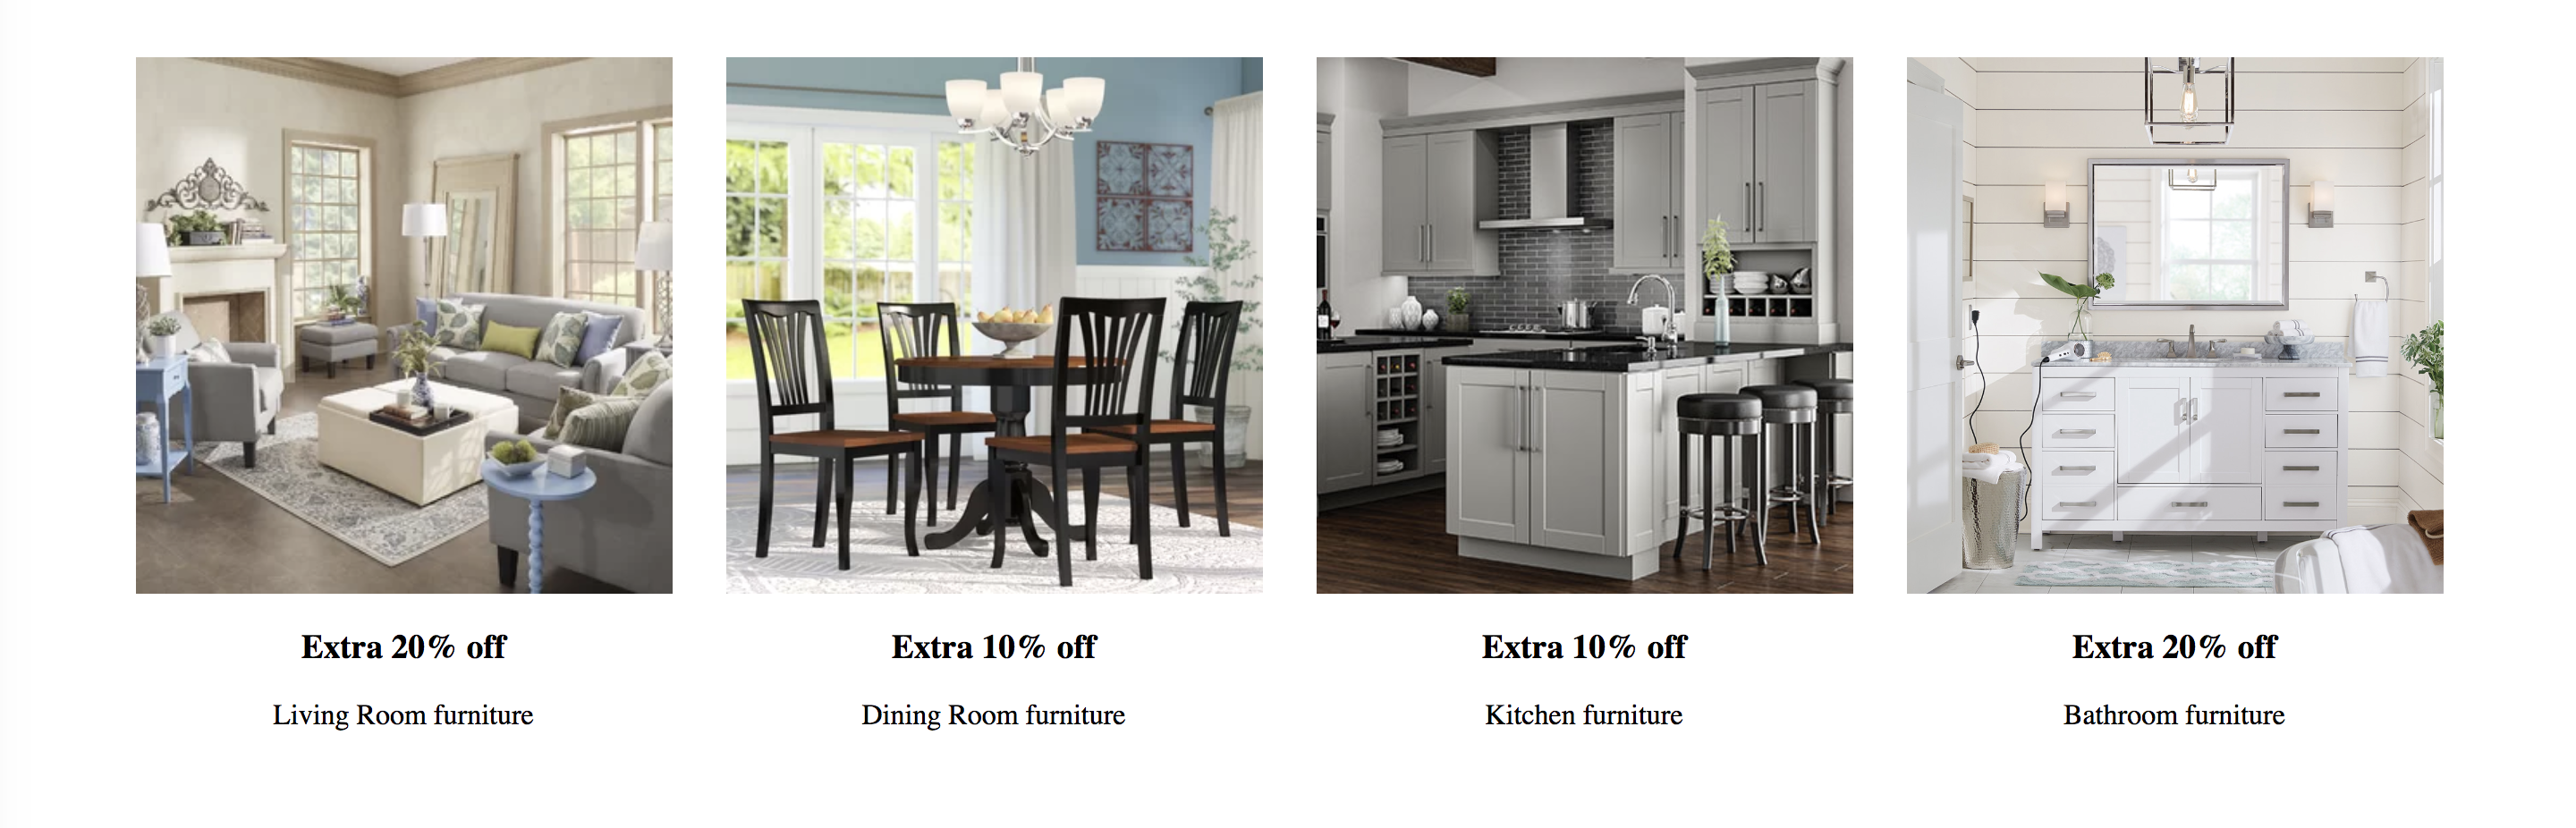 Extra 20% off
Living Room furniture
Extra 10% off
Dining Room furniture
Extra 10% off
Kitchen furniture
Extra 20% off
Bathroom furniture